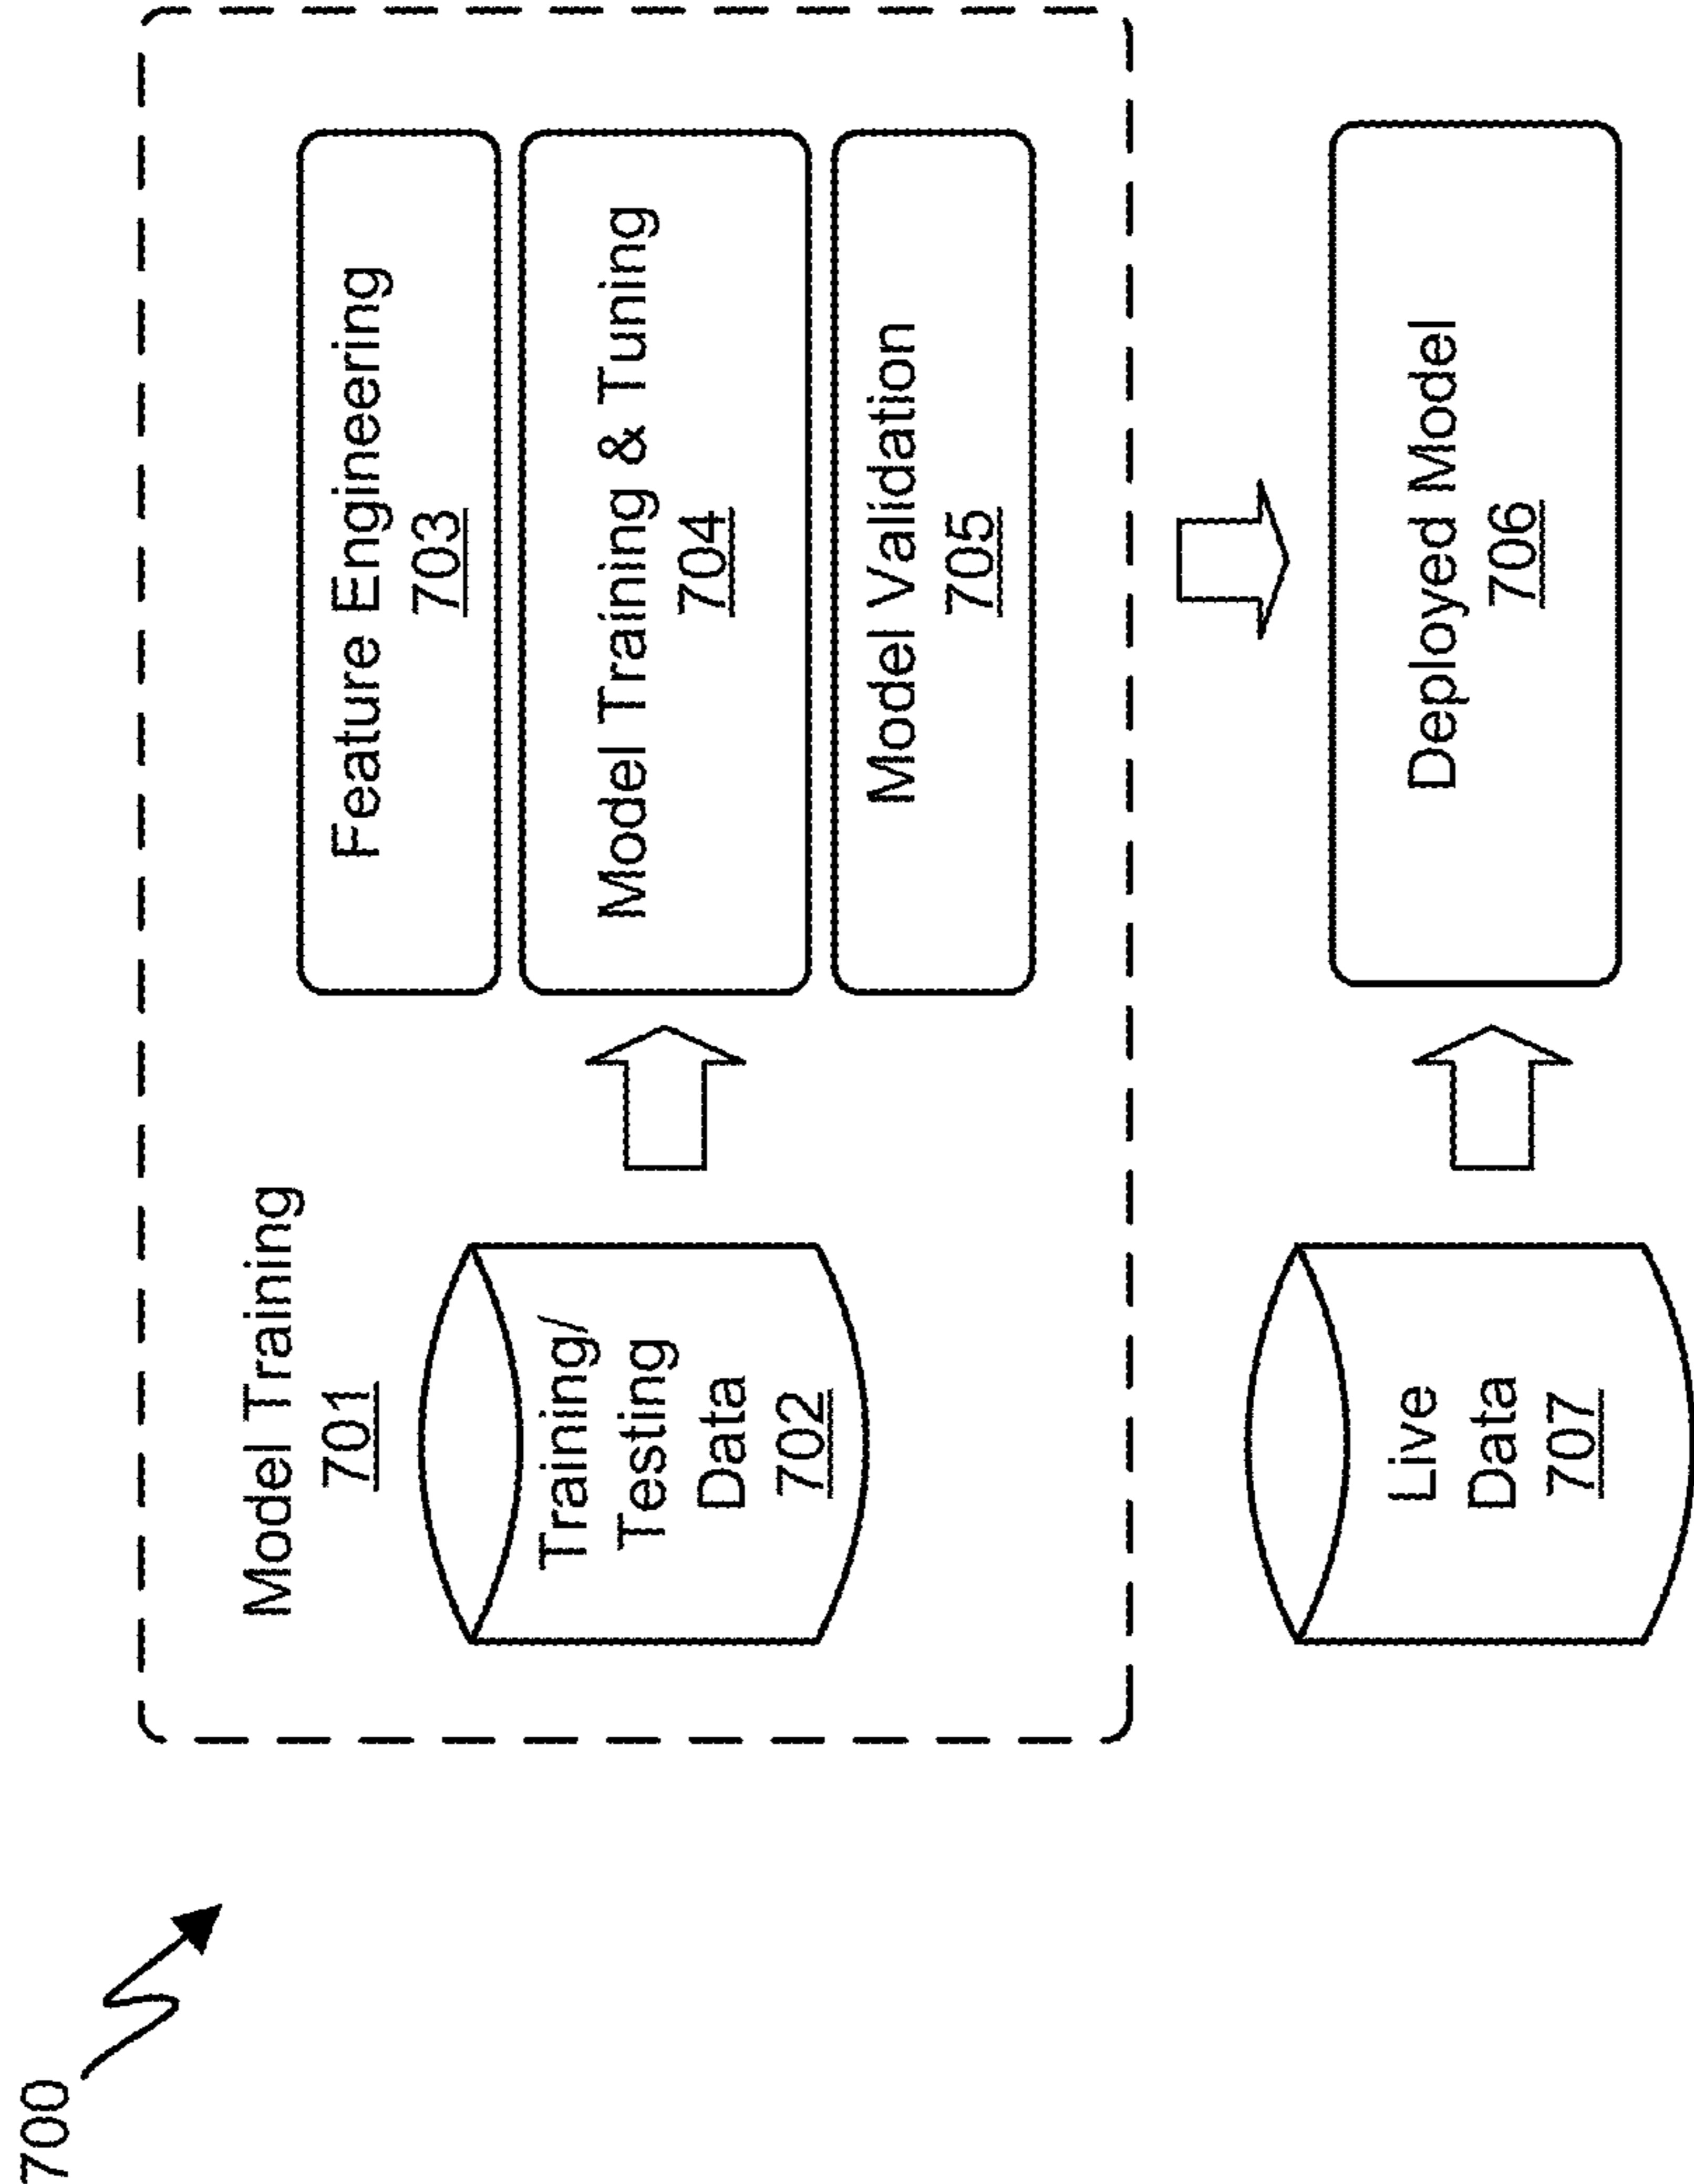 700
Model Training
701
Training/
Testing
Data
702
Feature Engineering
703
Model Training & Tuning
704
Model Validation
705
Live
Data
707
Deployed Model
706